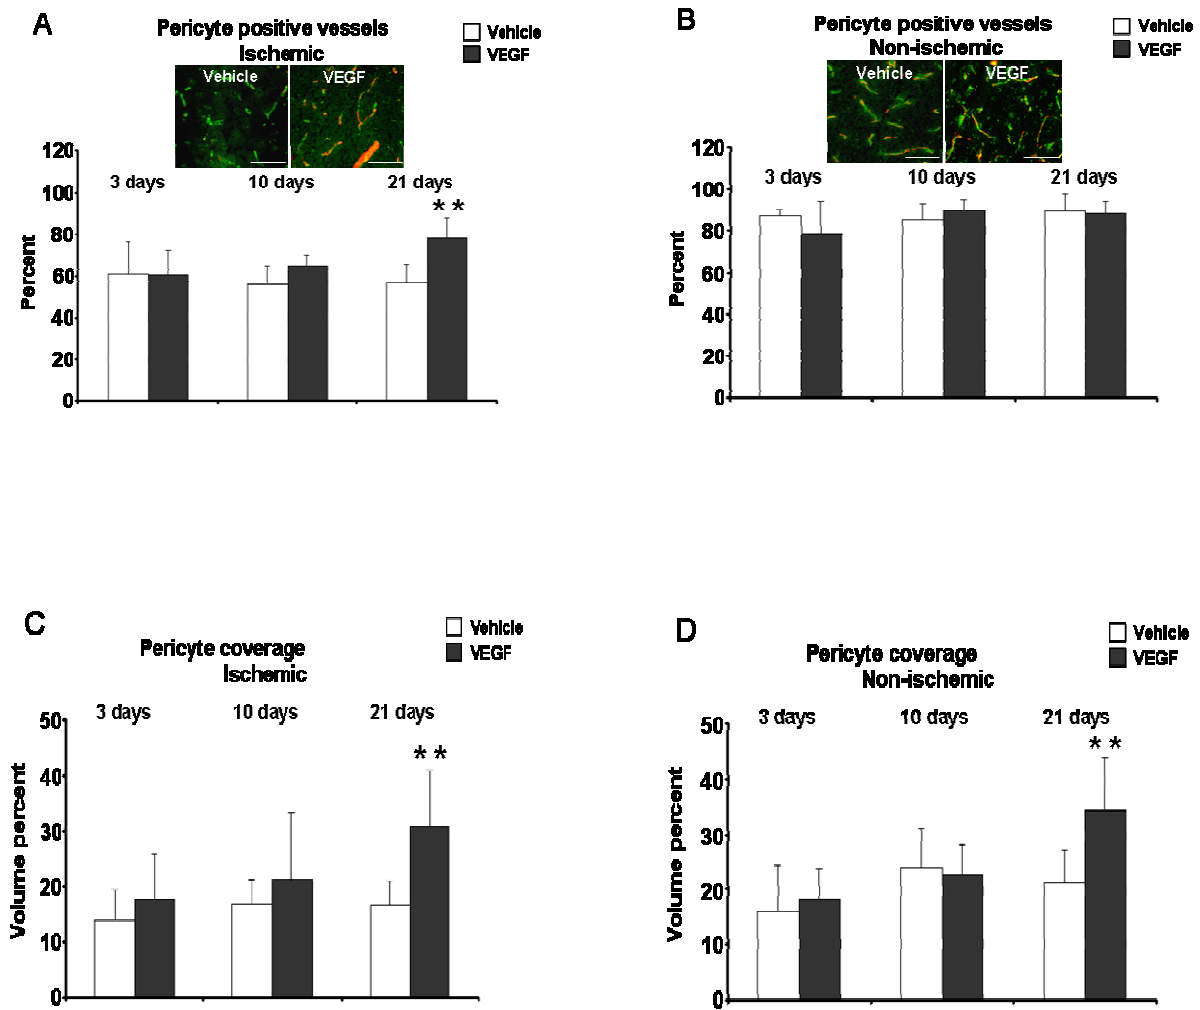 A
Pericyte positive vessels
Ischemic
Vehicle
VEGF
Vehicle
VEGF
120
100
80
60
40
20
0
Percent
3 days
10 days
21 days
**
B
Pericyte positive vessels
Non-ischemic
Vehicle
VEGF
Vehicle
VEGF
120
100
80
60
40
20
0
Percent
3 days
10 days
21 days
C
Pericyte coverage
Ischemic
Vehicle
VEGF
50
40
30
20
10
0
Volume percent
3 days
10 days
21 days
**
D
Pericyte coverage
Non-ischemic
Vehicle
VEGF
50
40
30
20
10
0
Volume percent
3 days
10 days
21 days
**